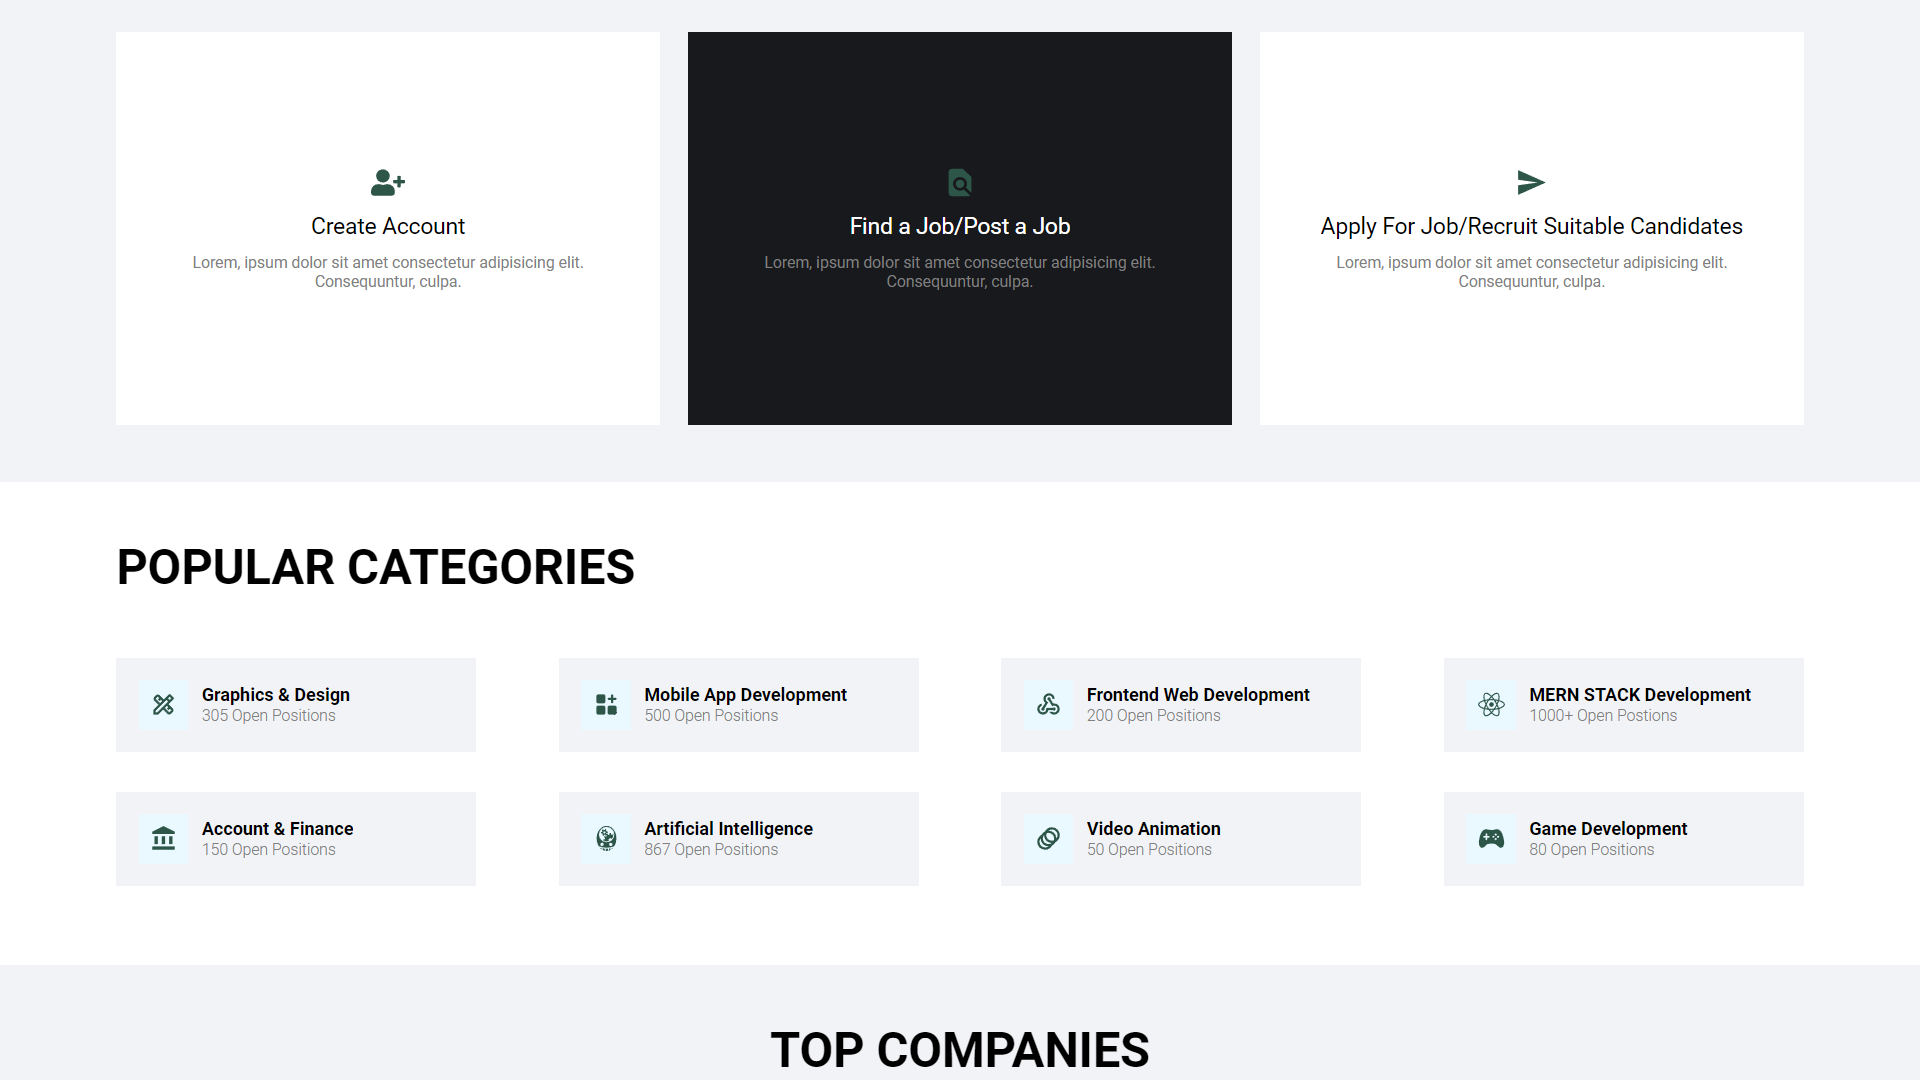 Create Account
Lorem, ipsum dolor sit amet consectetur adipisicing elit.
Consequuntur, culpa.
Find a Job/Post a Job
Lorem, ipsum dolor sit amet consectetur adipisicing elit.
Consequuntur, culpa.
Apply For Job/Recruit Suitable Candidates
Lorem, ipsum dolor sit amet consectetur adipisicing elit.
Consequuntur, culpa.
POPULAR CATEGORIES
Graphics & Design
305 Open Positions
Mobile App Development
500 Open Positions
Frontend Web Development
200 Open Positions
MERN STACK Development
1000+ Open Postions
Account & Finance
150 Open Positions
Artificial Intelligence
867 Open Positions
Video Animation
50 Open Positions
Game Development
80 Open Positions
TOP COMPANIES